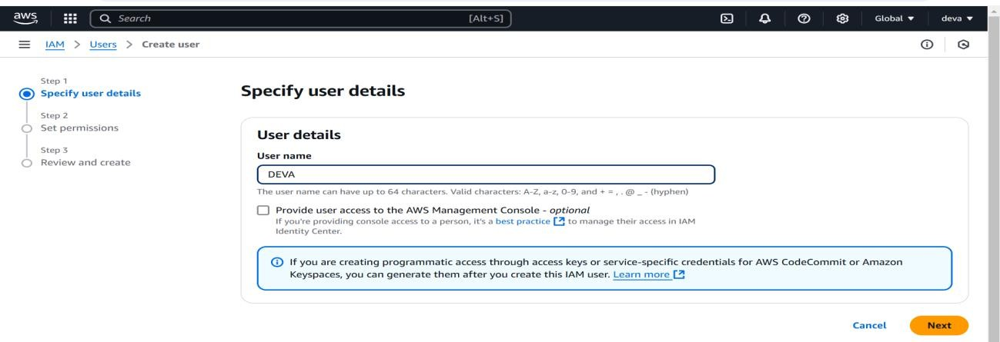 aws
Search [Alt+S]
Global ▼
deva ▼
IAM > Users > Create user
Step 1
Specify user details
Step 2
Set permissions
Step 3
Review and create
Specify user details
User details
User name
DEVA
The user name can have up to 64 characters. Valid characters: A-Z, a-z, 0-9, and + = , . @ _ - (hyphen)
Provide user access to the AWS Management Console - optional
If you're providing console access to a person, it's a best practice to manage their access in IAM
Identity Center.
If you are creating programmatic access through access keys or service-specific credentials for AWS CodeCommit or Amazon
Keyspaces, you can generate them after you create this IAM user. Learn more
Cancel
Next